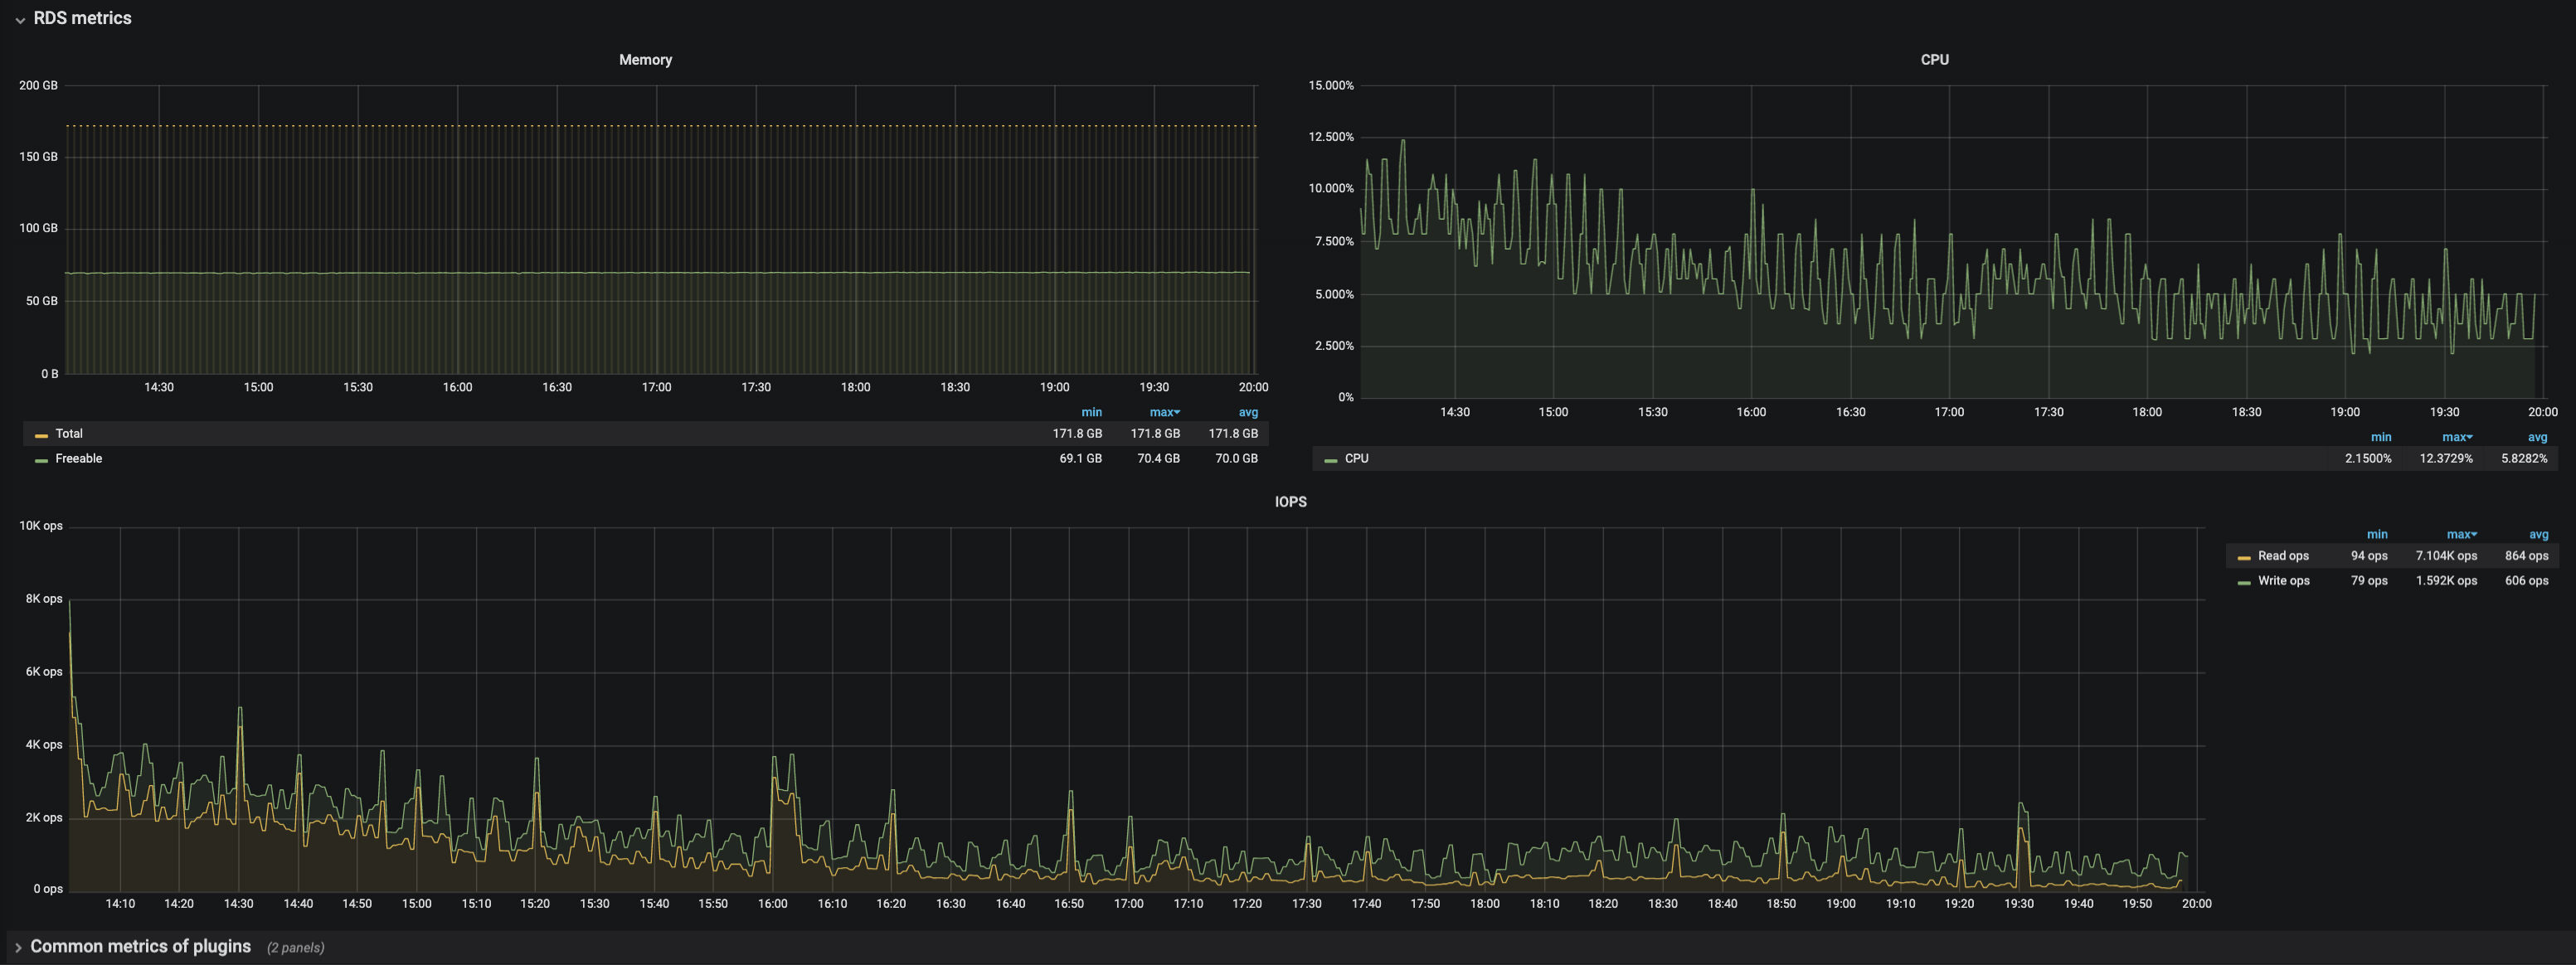 RDS metrics
Memory
200 GB
150 GB
100 GB
50 GB
0 B
14:30 15:00 15:30 16:00 16:30 17:00 17:30 18:00 18:30 19:00 19:30 20:00
min max avg
Total 171.8 GB 171.8 GB 171.8 GB
Freeable 69.1 GB 70.4 GB 70.0 GB
CPU
15.000%
12.500%
10.000%
7.500%
5.000%
2.500%
0%
14:30 15:00 15:30 16:00 16:30 17:00 17:30 18:00 18:30 19:00 19:30 20:00
min max avg
CPU 2.1500% 12.3729% 5.8282%
IOPS
10K ops
8K ops
6K ops
4K ops
2K ops
0 ops
14:10 14:20 14:30 14:40 14:50 15:00 15:10 15:20 15:30 15:40 15:50 16:00 16:10 16:20 16:30 16:40 16:50 17:00 17:10 17:20 17:30 17:40 17:50 18:00 18:10 18:20 18:30 18:40 18:50 19:00 19:10 19:20 19:30 19:40 19:50 20:00
min max avg
Read ops 94 ops 7.104K ops 864 ops
Write ops 79 ops 1.592K ops 606 ops
Common metrics of plugins (2 panels)